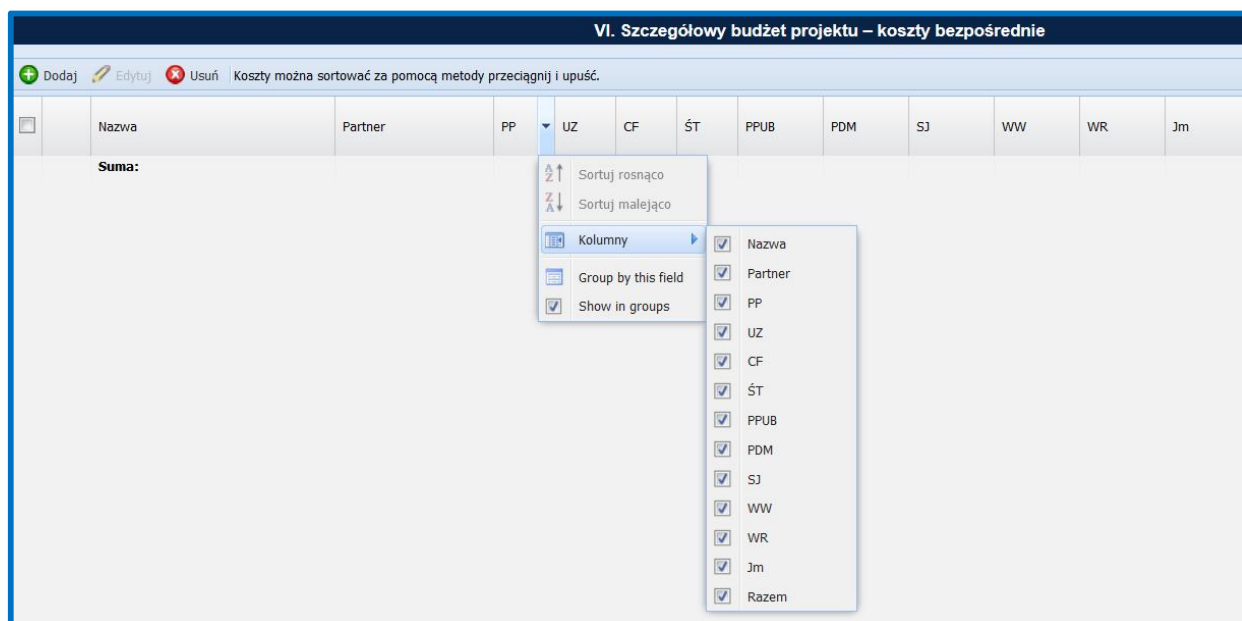 VI. Szczegółowy budżet projektu – koszty bezpośrednie
Dodaj Edytuj Usuń Koszty można sortować za pomocą metody przeciągnij i upuść.
Nazwa Partner PP UZ CF ŚT PPUB PDM SJ WW WR Jm
Suma:
Sortuj rosnąco
Sortuj malejąco
Kolumny
Group by this field
Show in groups
Nazwa
Partner
PP
UZ
CF
ŚT
PPUB
PDM
SJ
WW
WR
Jm
Razem